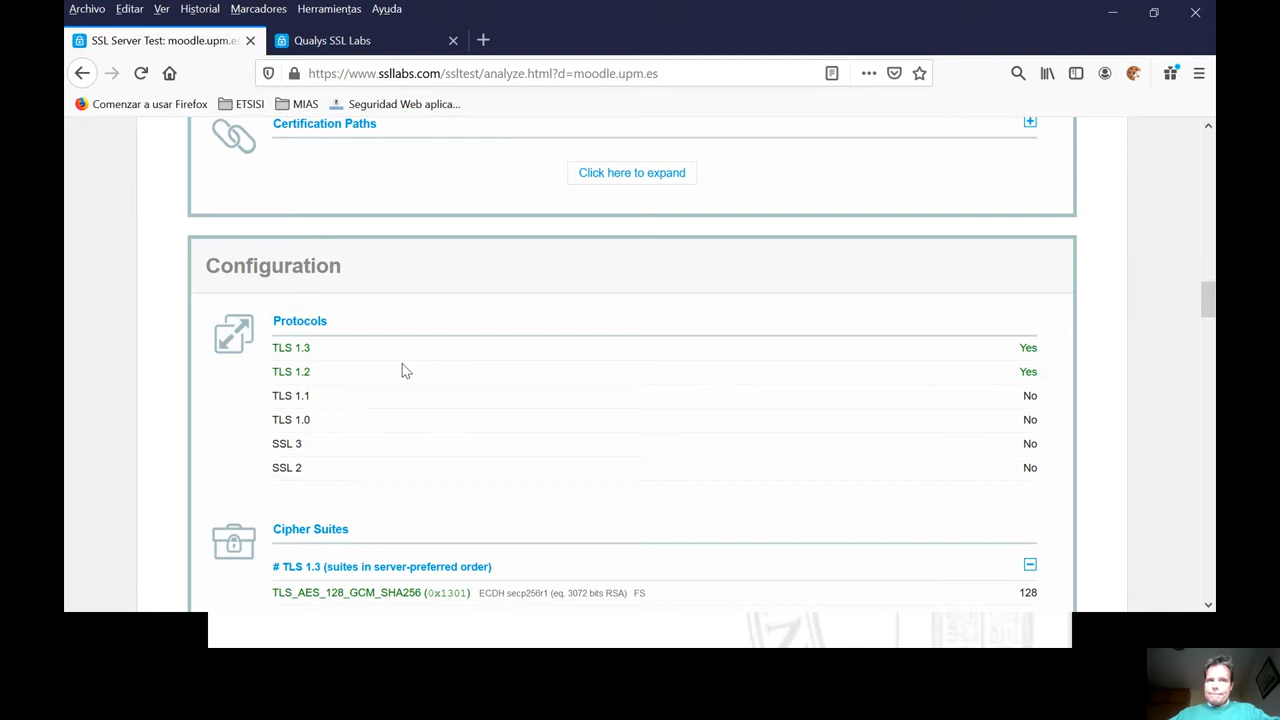 Archivo Editar Ver Historial Marcadores Herramientas Ayuda
SSL Server Test: moodle.upm.es
Qualys SSL Labs
https://www.ssllabs.com/ssltest/analyze.html?d=moodle.upm.es
Comenzar a usar Firefox ETSISI MIAS Seguridad Web aplica...
Certification Paths
Click here to expand
Configuration
Protocols
TLS 1.3 Yes
TLS 1.2 Yes
TLS 1.1 No
TLS 1.0 No
SSL 3 No
SSL 2 No
Cipher Suites
# TLS 1.3 (suites in server-preferred order)
TLS_AES_128_GCM_SHA256 (0x1301) ECDH secp256r1 (eq. 3072 bits RSA) FS 128